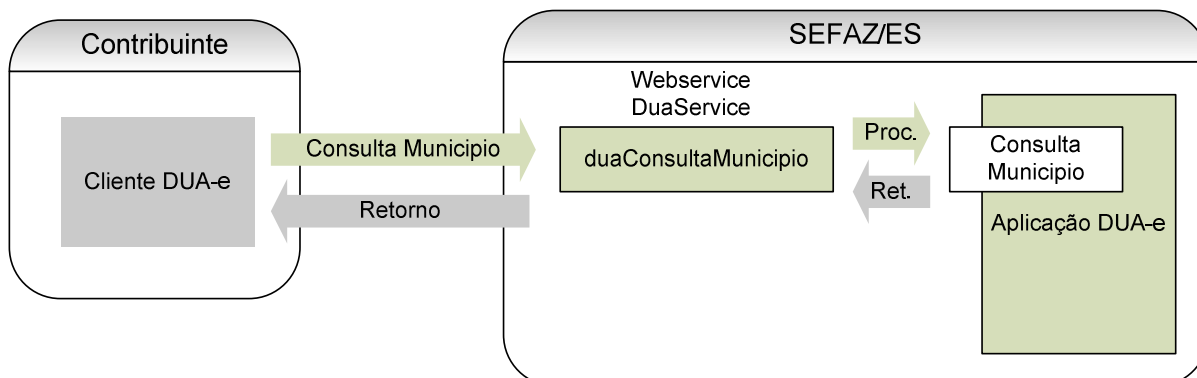 Contribuinte
SEFAZ/ES
Webservice
DuaService
Cliente DUA-e
Consulta Municipio
Retorno
duaConsultaMunicipio
Proc.
Ret.
Consulta
Municipio
Aplicação DUA-e